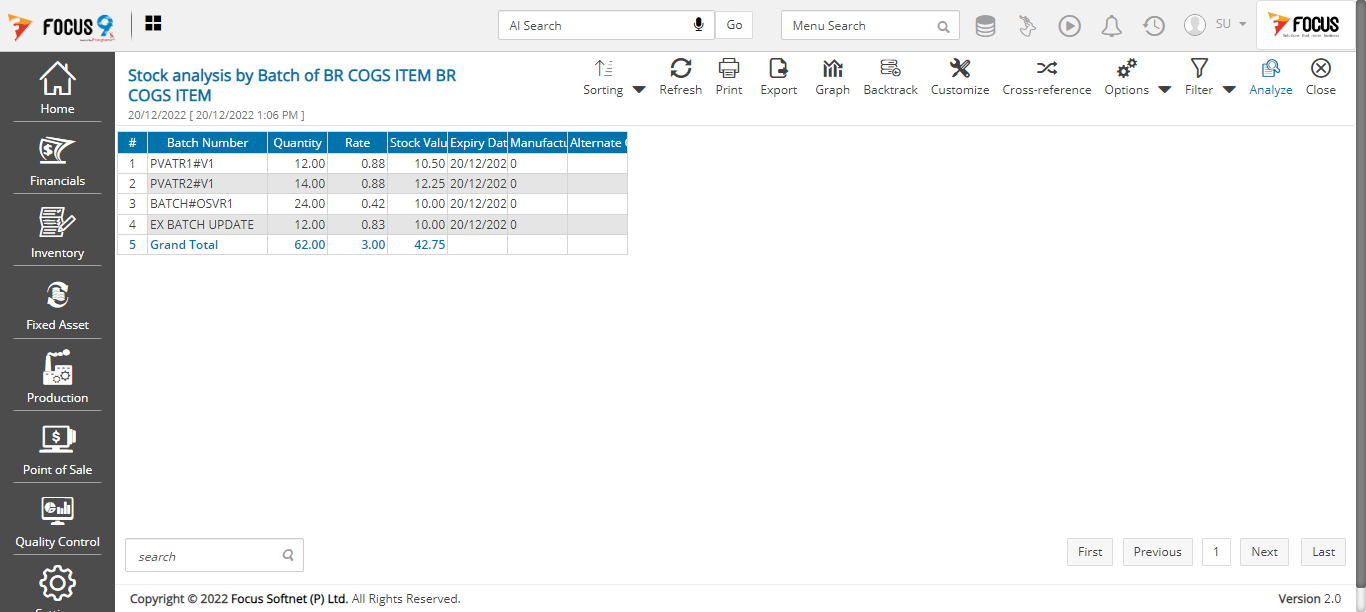 FOCUS 9
AI Search
Go
Menu Search
SU
FOCUS
Home
Financials
Inventory
Fixed Asset
Production
Point of Sale
Quality Control
Stock analysis by Batch of BR COGS ITEM BR
COGS ITEM
20/12/2022 [ 20/12/2022 1:06 PM ]
Sorting Refresh Print Export Graph Backtrack Customize Cross-reference Options Filter Analyze Close
# Batch Number Quantity Rate Stock Valu Expiry Dat Manufactu Alternate
1 PVATR1#V1 12.00 0.88 10.50 20/12/202 0
2 PVATR2#V1 14.00 0.88 12.25 20/12/202 0
3 BATCH#OSVR1 24.00 0.42 10.00 20/12/202 0
4 EX BATCH UPDATE 12.00 0.83 10.00 20/12/202 0
5 Grand Total 62.00 3.00 42.75
search
First Previous 1 Next Last
Copyright © 2022 Focus Softnet (P) Ltd. All Rights Reserved.
Version 2.0